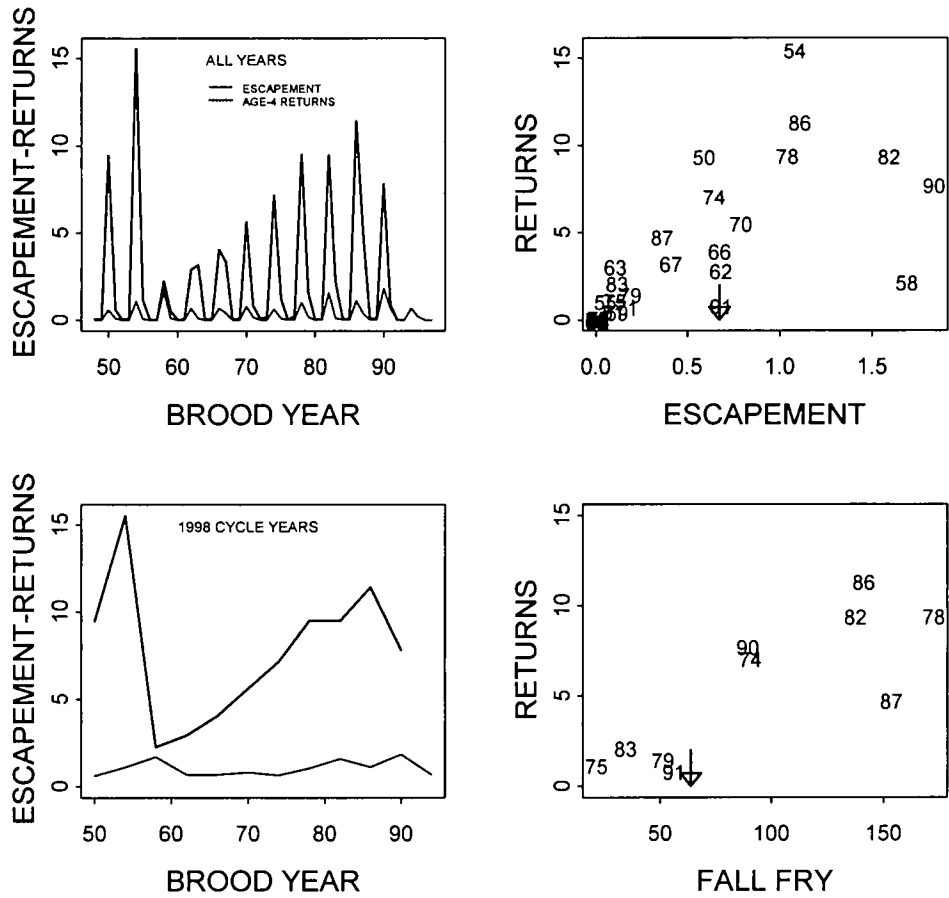 ESCAPEMENT-RETURNS
15
10
5
0
ALL YEARS
ESCAPEMENT
AGE-4 RETURNS
50 60 70 80 90
BROOD YEAR
RETURNS
15
10
5
0
54
86
50 78 82
90
74
70
87
66
67
63 62
83
79
58
91
0.0 0.5 1.0 1.5
ESCAPEMENT
ESCAPEMENT-RETURNS
15
10
5
0
1998 CYCLE YEARS
50 60 70 80 90
BROOD YEAR
RETURNS
15
10
5
0
86
82 78
90
74
87
83
79
75
91
50 100 150
FALL FRY